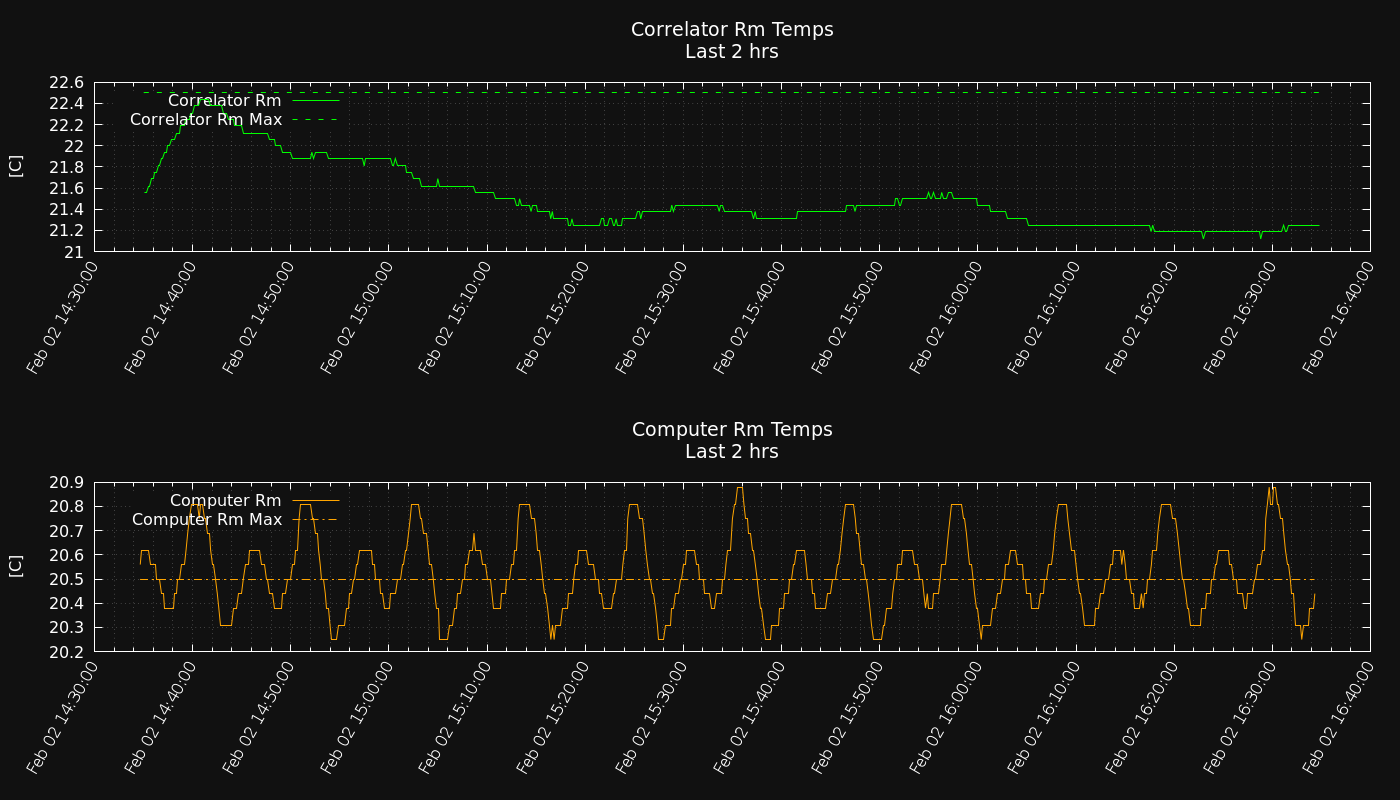 Correlator Rm Temps
Last 2 hrs
[C]
22.6
22.4
22.2
22
21.8
21.6
21.4
21.2
21
Correlator Rm
Correlator Rm Max
Feb 02 14:30:00
Feb 02 14:40:00
Feb 02 14:50:00
Feb 02 15:00:00
Feb 02 15:10:00
Feb 02 15:20:00
Feb 02 15:30:00
Feb 02 15:40:00
Feb 02 15:50:00
Feb 02 16:00:00
Feb 02 16:10:00
Feb 02 16:20:00
Feb 02 16:30:00
Feb 02 16:40:00
Computer Rm Temps
Last 2 hrs
[C]
20.9
20.8
20.7
20.6
20.5
20.4
20.3
20.2
Computer Rm
Computer Rm Max
Feb 02 14:30:00
Feb 02 14:40:00
Feb 02 14:50:00
Feb 02 15:00:00
Feb 02 15:10:00
Feb 02 15:20:00
Feb 02 15:30:00
Feb 02 15:40:00
Feb 02 15:50:00
Feb 02 16:00:00
Feb 02 16:10:00
Feb 02 16:20:00
Feb 02 16:30:00
Feb 02 16:40:00